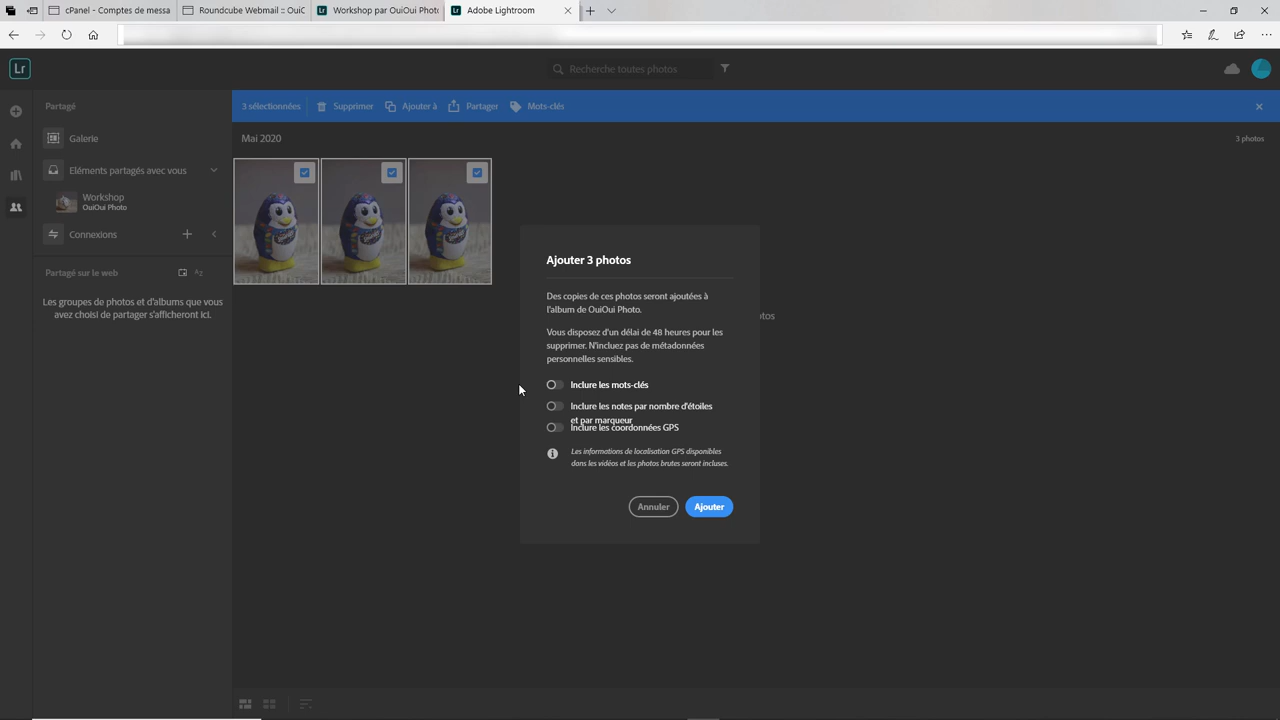 cPanel - Comptes de messa
Roundcube Webmail :: OuiC
Lr Workshop par OuiOui Photo
Lr Adobe Lightroom
Lr
Recherche toutes photos
Partagé
3 sélectionnées
Supprimer
Ajouter à
Partager
Mots-clés
Galerie
Mai 2020
3 photos
Eléments partagés avec vous
Workshop
OuiOui Photo
Connexions
Partagé sur le web
AZ
Les groupes de photos et d'albums que vous
avez choisi de partager s'afficheront ici.
otos
Ajouter 3 photos
Des copies de ces photos seront ajoutées à
l'album de OuiOui Photo.
Vous disposez d'un délai de 48 heures pour les
supprimer. N'incluez pas de métadonnées
personnelles sensibles.
Inclure les mots-clés
Inclure les notes par nombre d'étoiles
et par marqueur
Inclure les coordonnées GPS
Les informations de localisation GPS disponibles
dans les vidéos et les photos brutes seront incluses.
Annuler
Ajouter